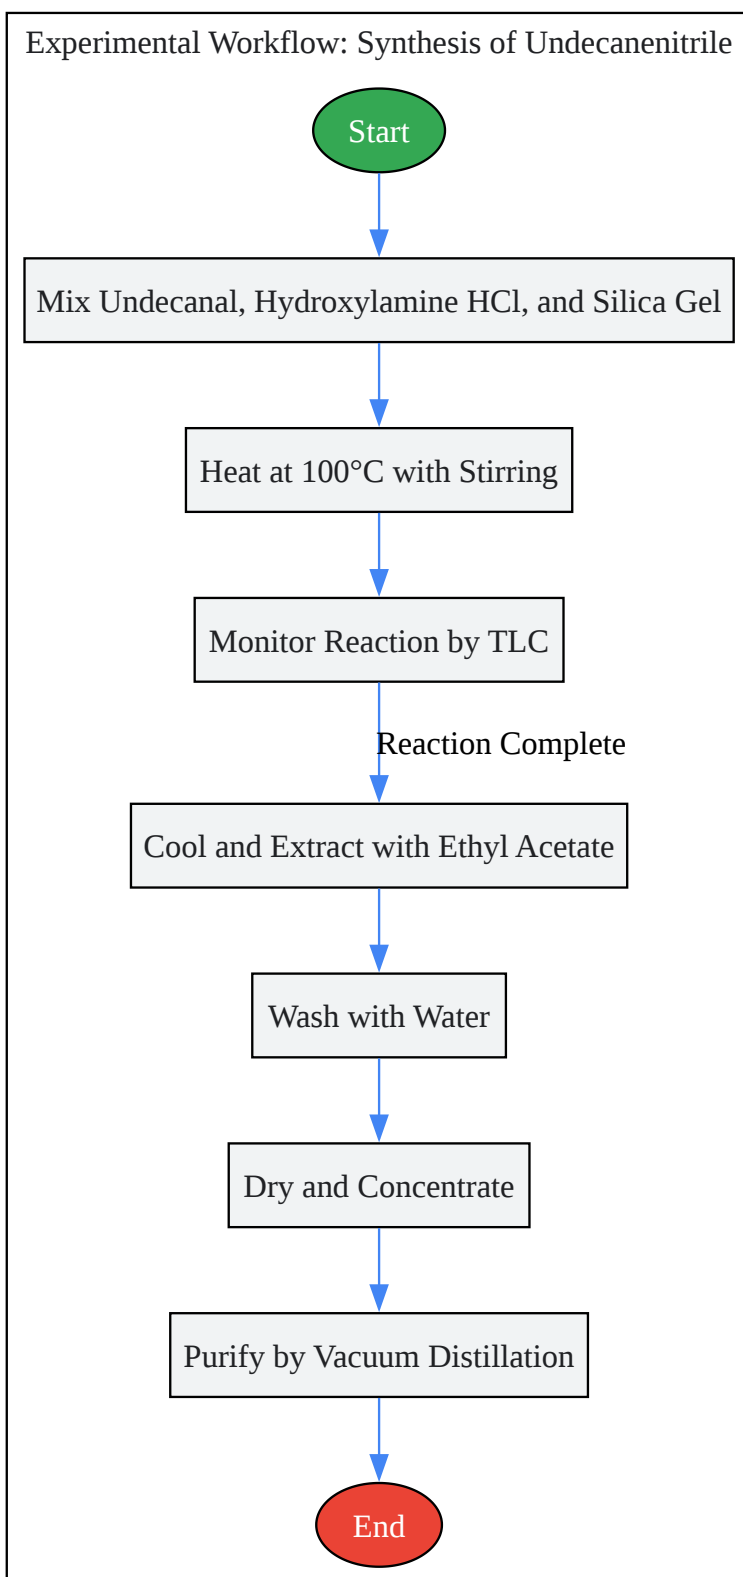 Experimental Workflow: Synthesis of Undecanenitrile
Start
Mix Undecanal, Hydroxylamine HCl, and Silica Gel
Heat at 100°C with Stirring
Monitor Reaction by TLC
Reaction Complete
Cool and Extract with Ethyl Acetate
Wash with Water
Dry and Concentrate
Purify by Vacuum Distillation
End